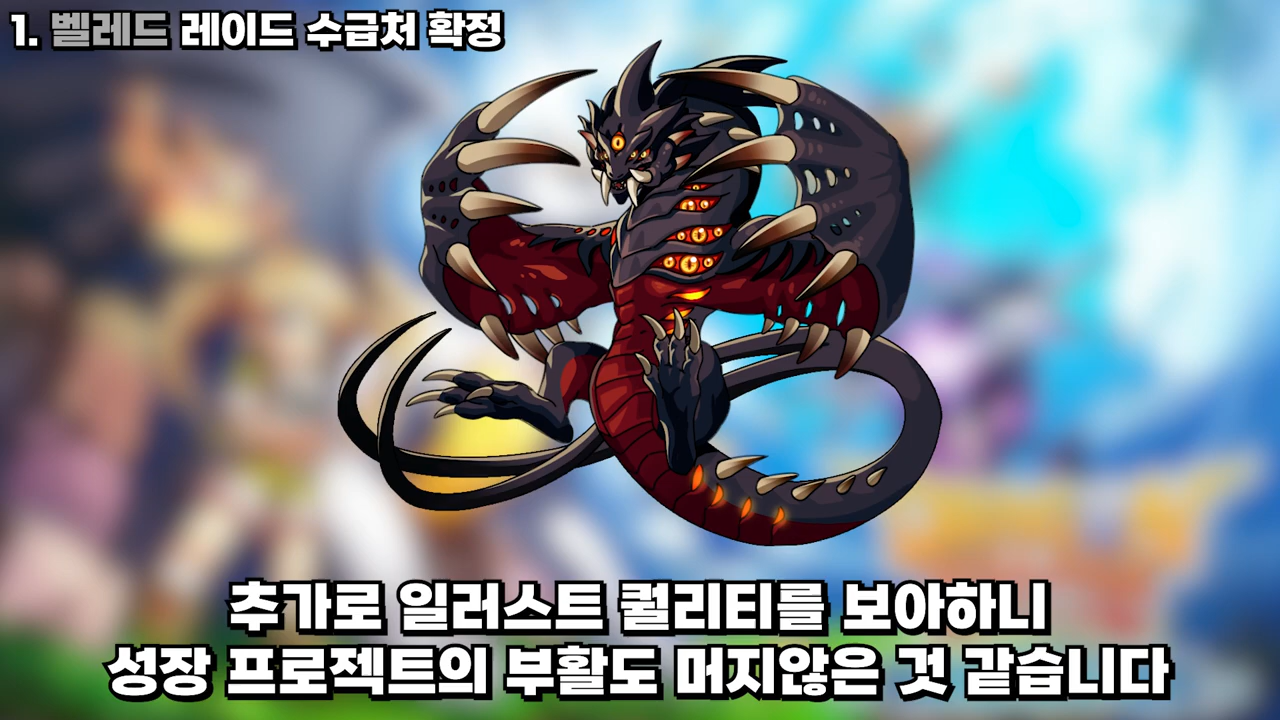 1. 벨레드 레이드 수급처 확정
추가로 일러스트 퀄리티를 보아하니
성장 프로젝트의 부활도 머지않은 것 같습니다